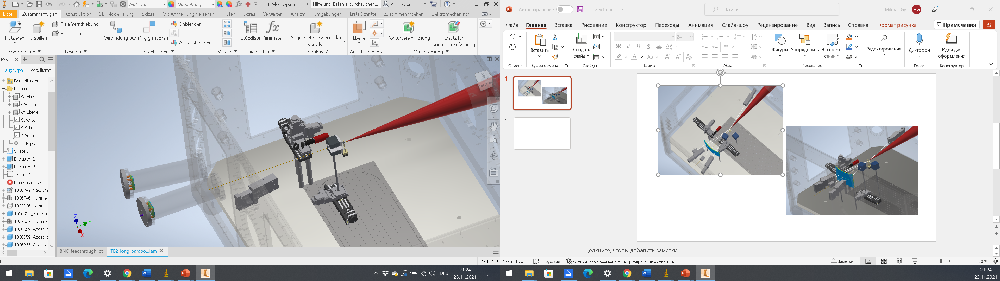 Material
Darstellung
TB2-long-para...
Hilfe und Befehle durchsuchen...
Anmelden
Datei
Zusammenfügen
Konstruktion
3D-Modellierung
Skizze
Mit Anmerkung versehen
Prüfen
Extras
Verwalten
Ansicht
Umgebungen
Erste Schritte
Zusammenarbeiten
Elektromechanisch
Platzieren
Erstellen
Freie Verschiebung
Freie Drehung
Verbindung
Abhängig machen
Einblenden
Alle ausblenden
Stückliste
Parameter
Abgeleitete Ersatzobjekte
erstellen
Ebene
Konturvereinfachung
Ersatz für
Konturvereinfachung
Komponente
Position
Beziehungen
Muster
Verwalten
Produktivität
Arbeitselemente
Vereinfachung
Mo...
Baugruppe | Modellieren
Darstellungen
Ursprung
YZ-Ebene
XZ-Ebene
XY-Ebene
X-Achse
Y-Achse
Z-Achse
Mittelpunkt
Skizze 8
Extrusion 2
Extrusion 3
Skizze 12
Elementenende
1006742_Vakuuml
1006746_Kammer
1007006_Kammer
1006904_Rasterpl
1007007_Türhebe
1006859_Abdeckp
1006859_Abdeckp
1006865_Abdeckp
OBEN
RECHTS
Z
Y
X
BNC-feedthrough.ipt
TB2-long-parabo...iam
Bereit
279 126
DEU
21:24
23.11.2021
Автосохранение
Zeichnun...
Поиск
Mikhail Gyr
MG
Файл
Главная
Вставка
Рисование
Конструктор
Переходы
Анимация
Слайд-шоу
Рецензирование
Вид
Запись
Справка
Формат рисунка
Примечания
Вставить
Создать
слайд
24
Ж К Ч S ab AV
Aa
Фигуры
Упорядочить
Экспресс-
стили
Редактирование
Диктофон
Идеи для
оформления
Отмена
Буфер обмена
Слайды
Шрифт
Абзац
Рисование
Голос
Конструктор
1
2
Щелкните, чтобы добавить заметки
Слайд 1 из 2
русский
Специальные возможности: проверьте рекомендации
Заметки
60 %
21:24
23.11.2021